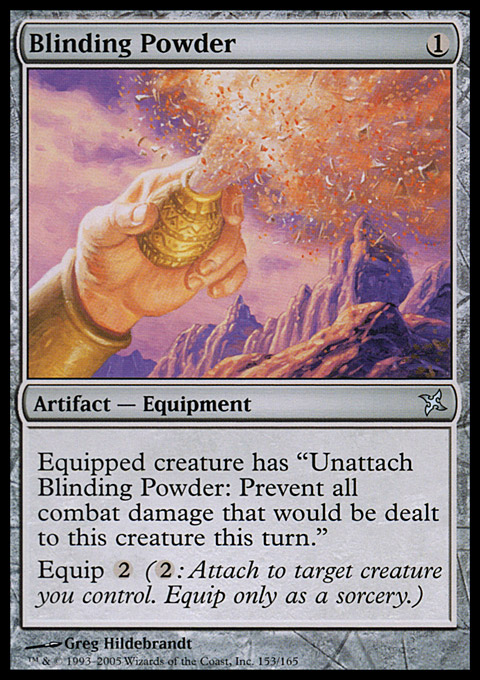 Blinding Powder 1
Artifact — Equipment
Equipped creature has “Unattach
Blinding Powder: Prevent all
combat damage that would be dealt
to this creature this turn.”
Equip 2 (2: Attach to target creature
you control. Equip only as a sorcery.)
Greg Hildebrandt
™ & © 1993–2005 Wizards of the Coast, Inc. 153/165